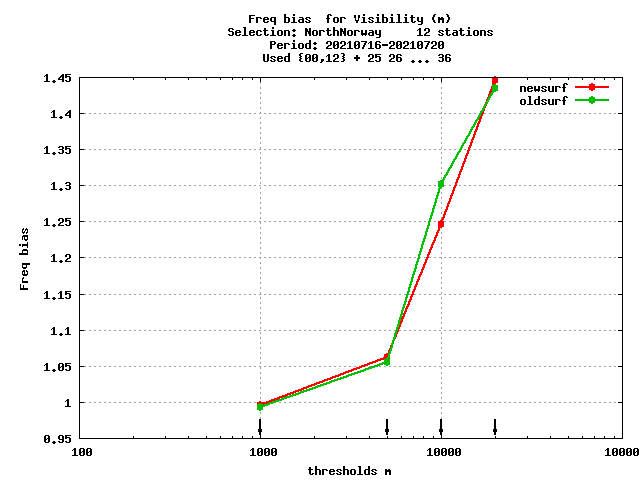 Freq bias  for Visibility (m)
Selection: NorthNorway     12 stations
Period: 20210716-20210720
Used {00,12} + 25 26 ... 36
1.45
1.4
1.35
1.3
1.25
1.2
1.15
1.1
1.05
1
0.95
Freq bias
newsurf
oldsurf
100 1000 10000 10000
thresholds m